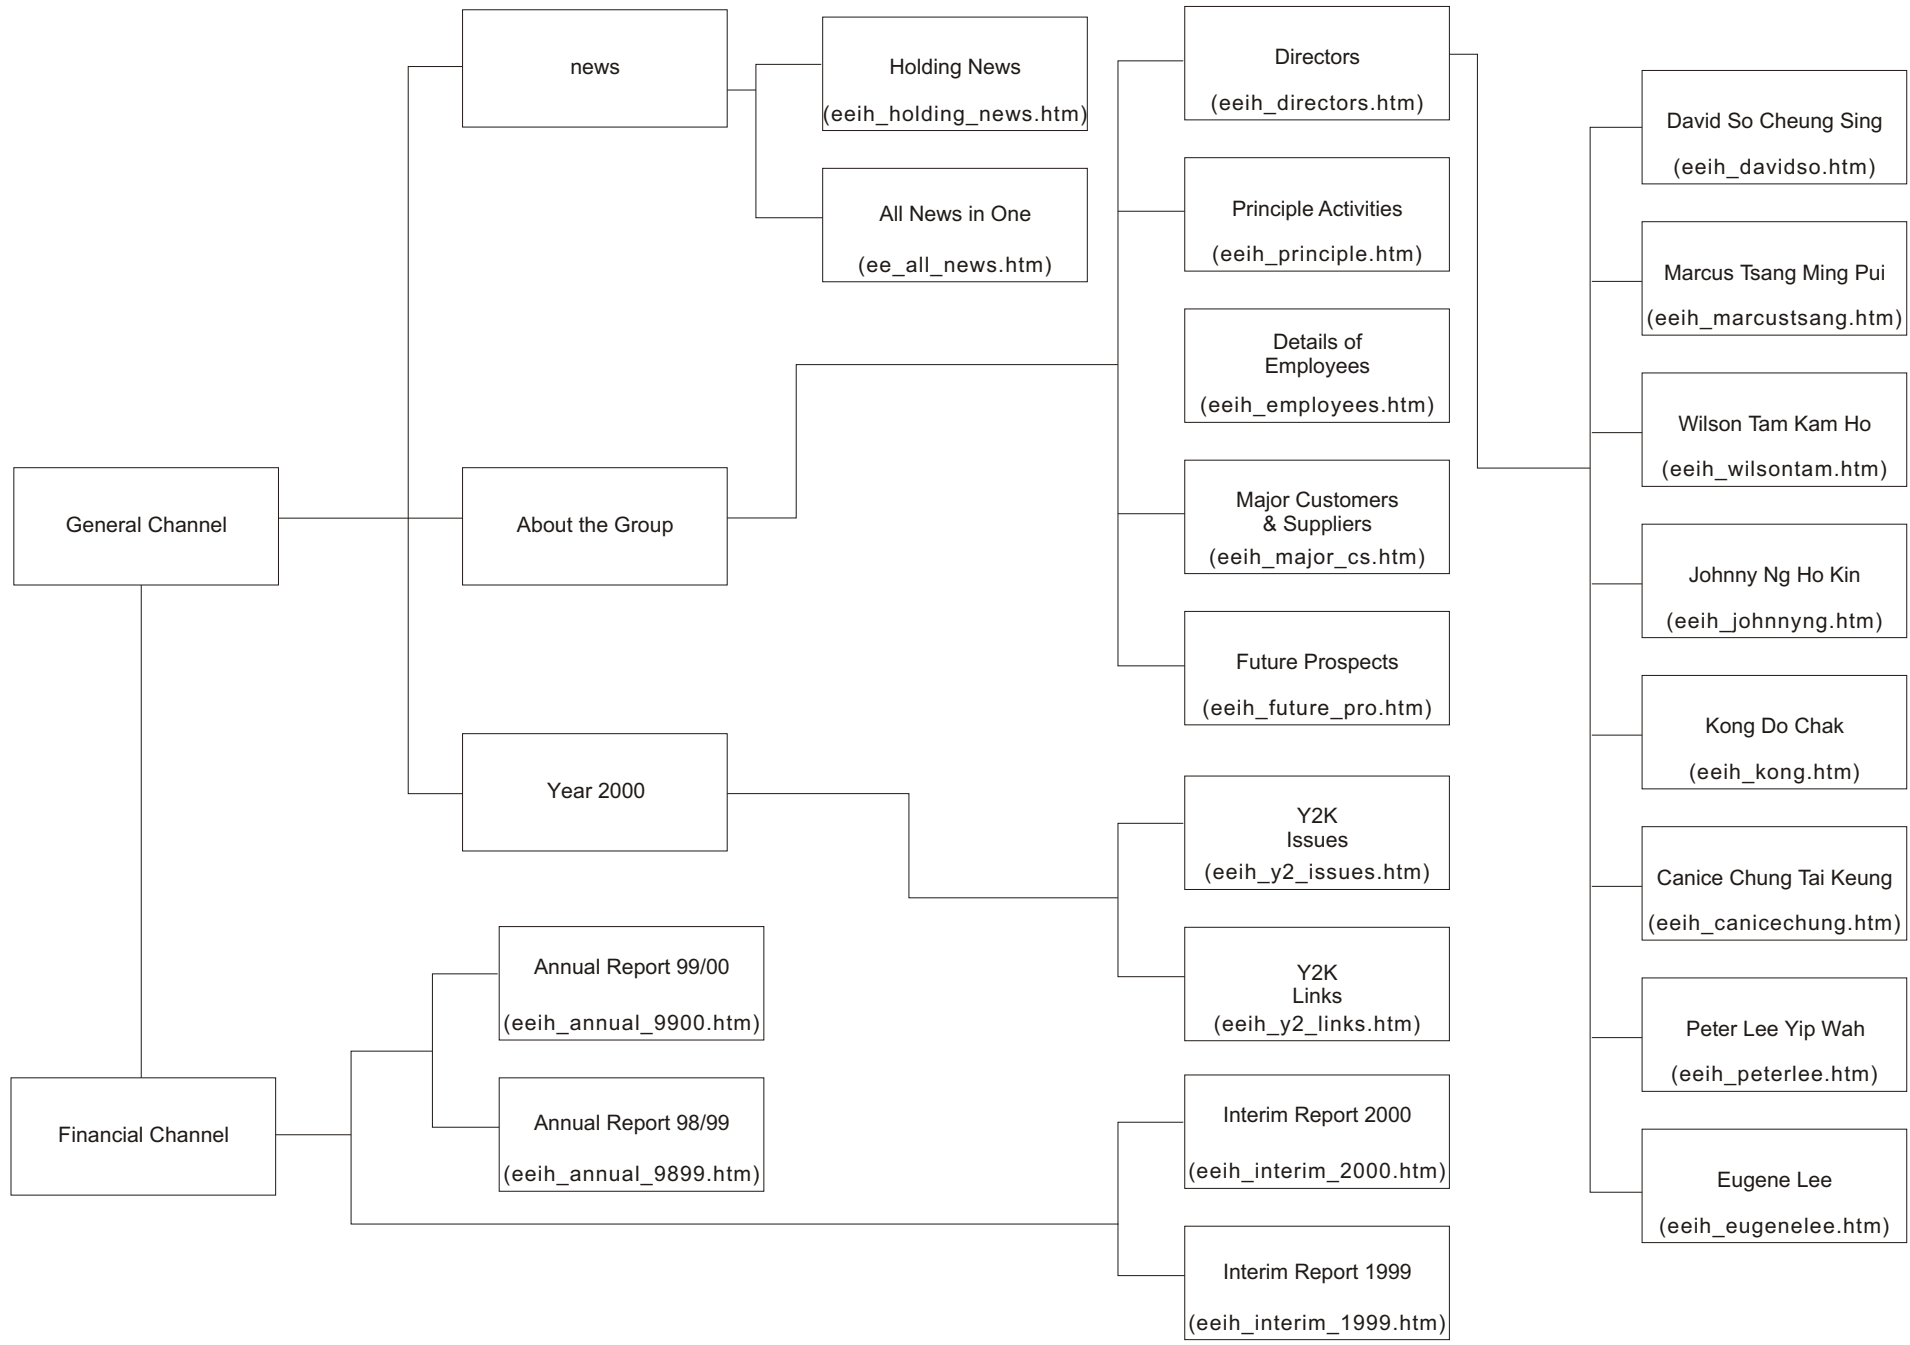 news
Holding News
(eeih_holding_news.htm)
All News in One
(ee_all_news.htm)
General Channel
About the Group
Year 2000
Directors
(eeih_directors.htm)
Principle Activities
(eeih_principle.htm)
Details of
Employees
(eeih_employees.htm)
Major Customers
& Suppliers
(eeih_major_cs.htm)
Future Prospects
(eeih_future_pro.htm)
Y2K
Issues
(eeih_y2_issues.htm)
Y2K
Links
(eeih_y2_links.htm)
David So Cheung Sing
(eeih_davidso.htm)
Marcus Tsang Ming Pui
(eeih_marcustsang.htm)
Wilson Tam Kam Ho
(eeih_wilsontam.htm)
Johnny Ng Ho Kin
(eeih_johnnyng.htm)
Kong Do Chak
(eeih_kong.htm)
Canice Chung Tai Keung
(eeih_canicechung.htm)
Peter Lee Yip Wah
(eeih_peterlee.htm)
Eugene Lee
(eeih_eugenelee.htm)
Financial Channel
Annual Report 99/00
(eeih_annual_9900.htm)
Annual Report 98/99
(eeih_annual_9899.htm)
Interim Report 2000
(eeih_interim_2000.htm)
Interim Report 1999
(eeih_interim_1999.htm)